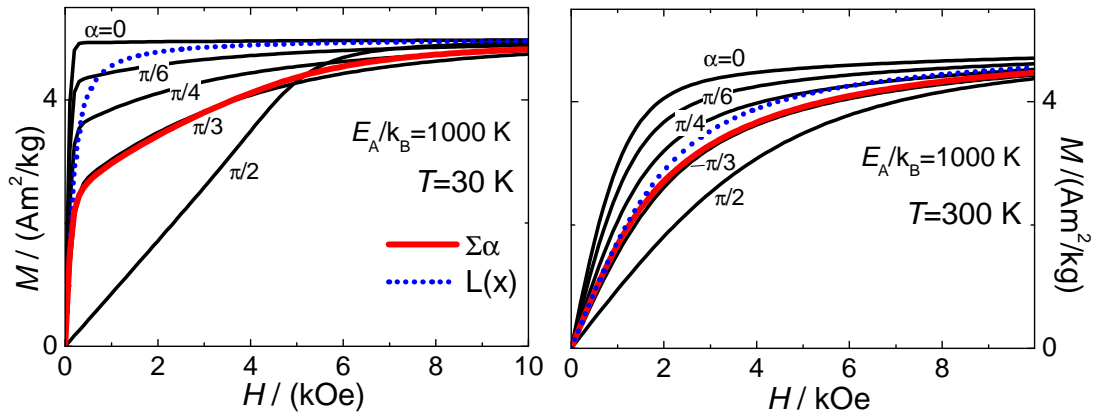 α=0
π/6
π/4
π/3
π/2
E_A/k_B=1000 K
T=30 K
Σα
L(x)
4
0
0 2 4 6 8 10
H / (kOe)
M / (Am²/kg)
α=0
π/6
π/4
π/3
π/2
E_A/k_B=1000 K
T=300 K
4
0
0 2 4 6 8
H / kOe
M /(Am²/kg)